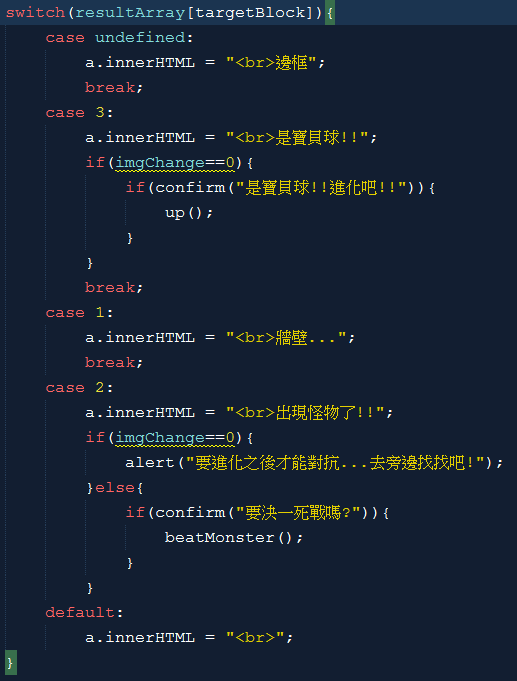 switch(resultArray[targetBlock]){
    case undefined:
        a.innerHTML = "<br>邊框";
        break;
    case 3:
        a.innerHTML = "<br>是寶貝球!!";
        if(imgChange==0){
            if(confirm("是寶貝球!!進化吧!!")){
                up();
            }
        }
        break;
    case 1:
        a.innerHTML = "<br>牆壁...";
        break;
    case 2:
        a.innerHTML = "<br>出現怪物了!!";
        if(imgChange==0){
            alert("要進化之後才能對抗...去旁邊找找吧!");
        }else{
            if(confirm("要決一死戰嗎?")){
                beatMonster();
            }
        }
    default:
        a.innerHTML = "<br>";
}